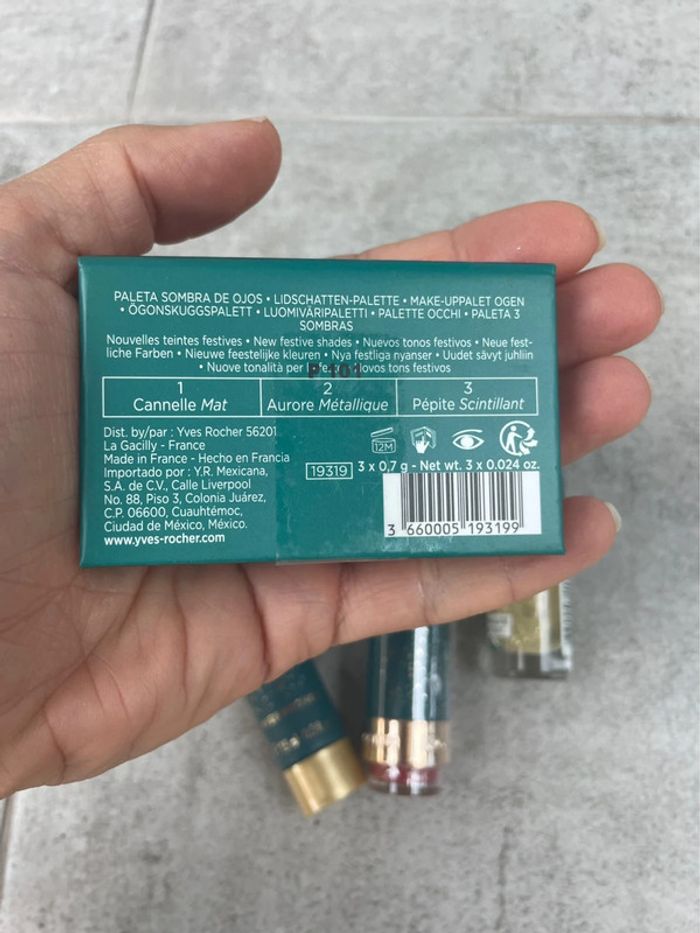 PALETA SOMBRA DE OJOS • LIDSCHATTEN-PALETTE • MAKE-UPPALET OGEN
• ÖGONSKUGGSPALETT • LUOMIVÄRIPALETTI • PALETTE OCCHI • PALETA 3
SOMBRAS
Nouvelles teintes festives • New festive shades • Nuevos tonos festivos • Neue fest-
liche Farben • Nieuwe feestelijke kleuren • Nya festliga nyanser • Uudet sävyt juhliin
• Nuove tonalità per le feste • Novos tons festivos
P 101
1
Cannelle Mat
2
Aurore Métallique
3
Pépite Scintillant
Dist. by/par : Yves Rocher 56201
La Gacilly - France
Made in France - Hecho en Francia
Importado por : Y.R. Mexicana,
S.A. de C.V., Calle Liverpool
No. 88, Piso 3, Colonia Juárez,
C.P. 06600, Cuauhtémoc,
Ciudad de México, México.
www.yves-rocher.com
12M
19319 3 x 0,7 g - Net wt. 3 x 0.024 oz.
3 660005 193199